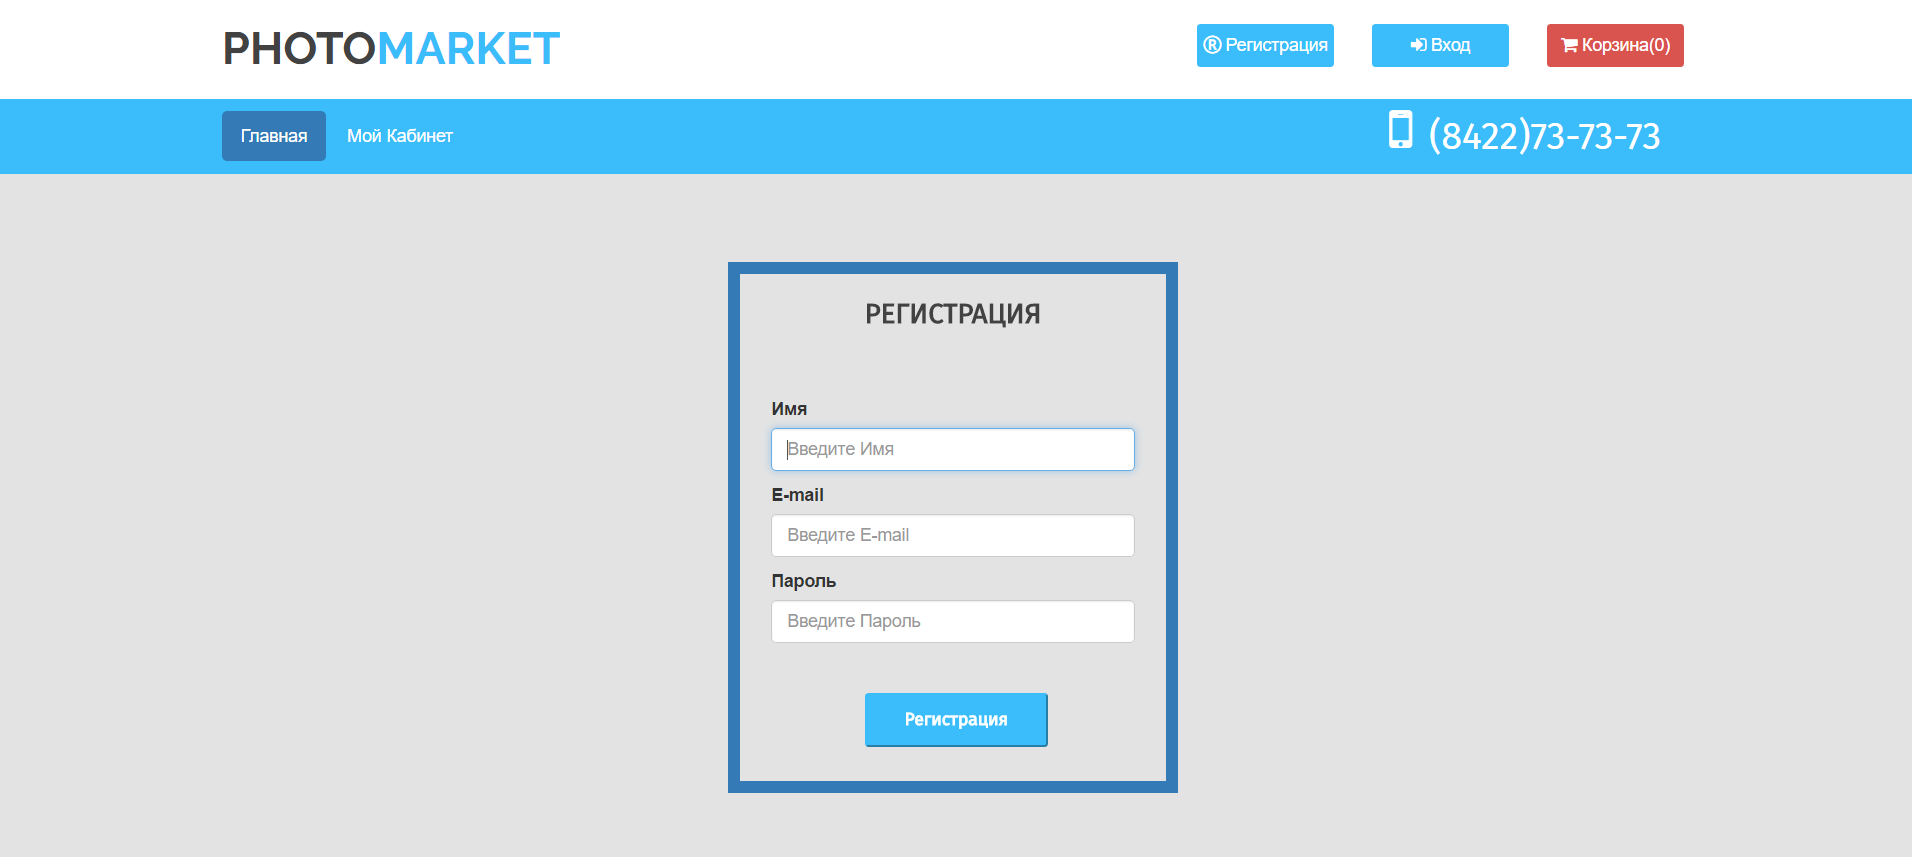 PHOTOMARKET
® Регистрация
Вход
Корзина(0)
Главная
Мой Кабинет
(8422)73-73-73
РЕГИСТРАЦИЯ
Имя
Введите Имя
E-mail
Введите E-mail
Пароль
Введите Пароль
Регистрация